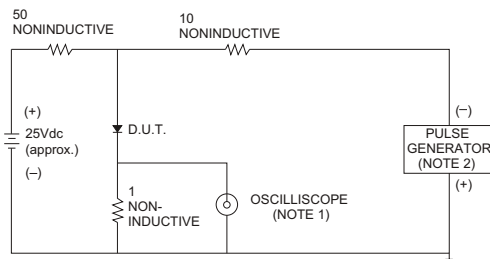 50
NONINDUCTIVE
10
NONINDUCTIVE
(+)
25Vdc
(approx.)
(–)
D.U.T.
1
NON-
INDUCTIVE
OSCILLISCOPE
(NOTE 1)
(–)
PULSE
GENERATOR
(NOTE 2)
(+)